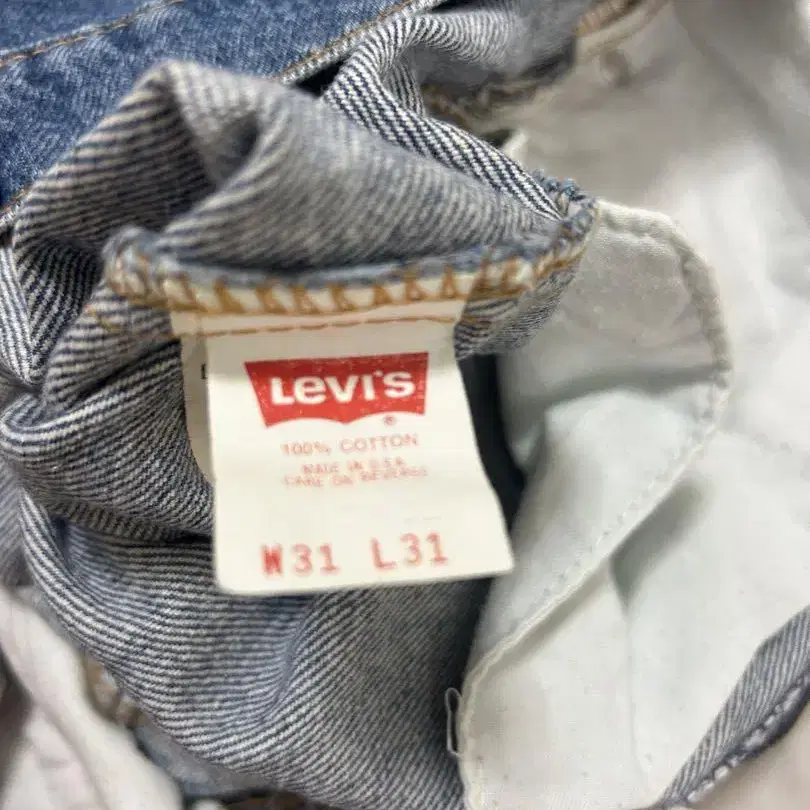 LEVI'S
®
100% COTTON
MADE IN U.S.A.
CARE ON REVERSE
W31 L31